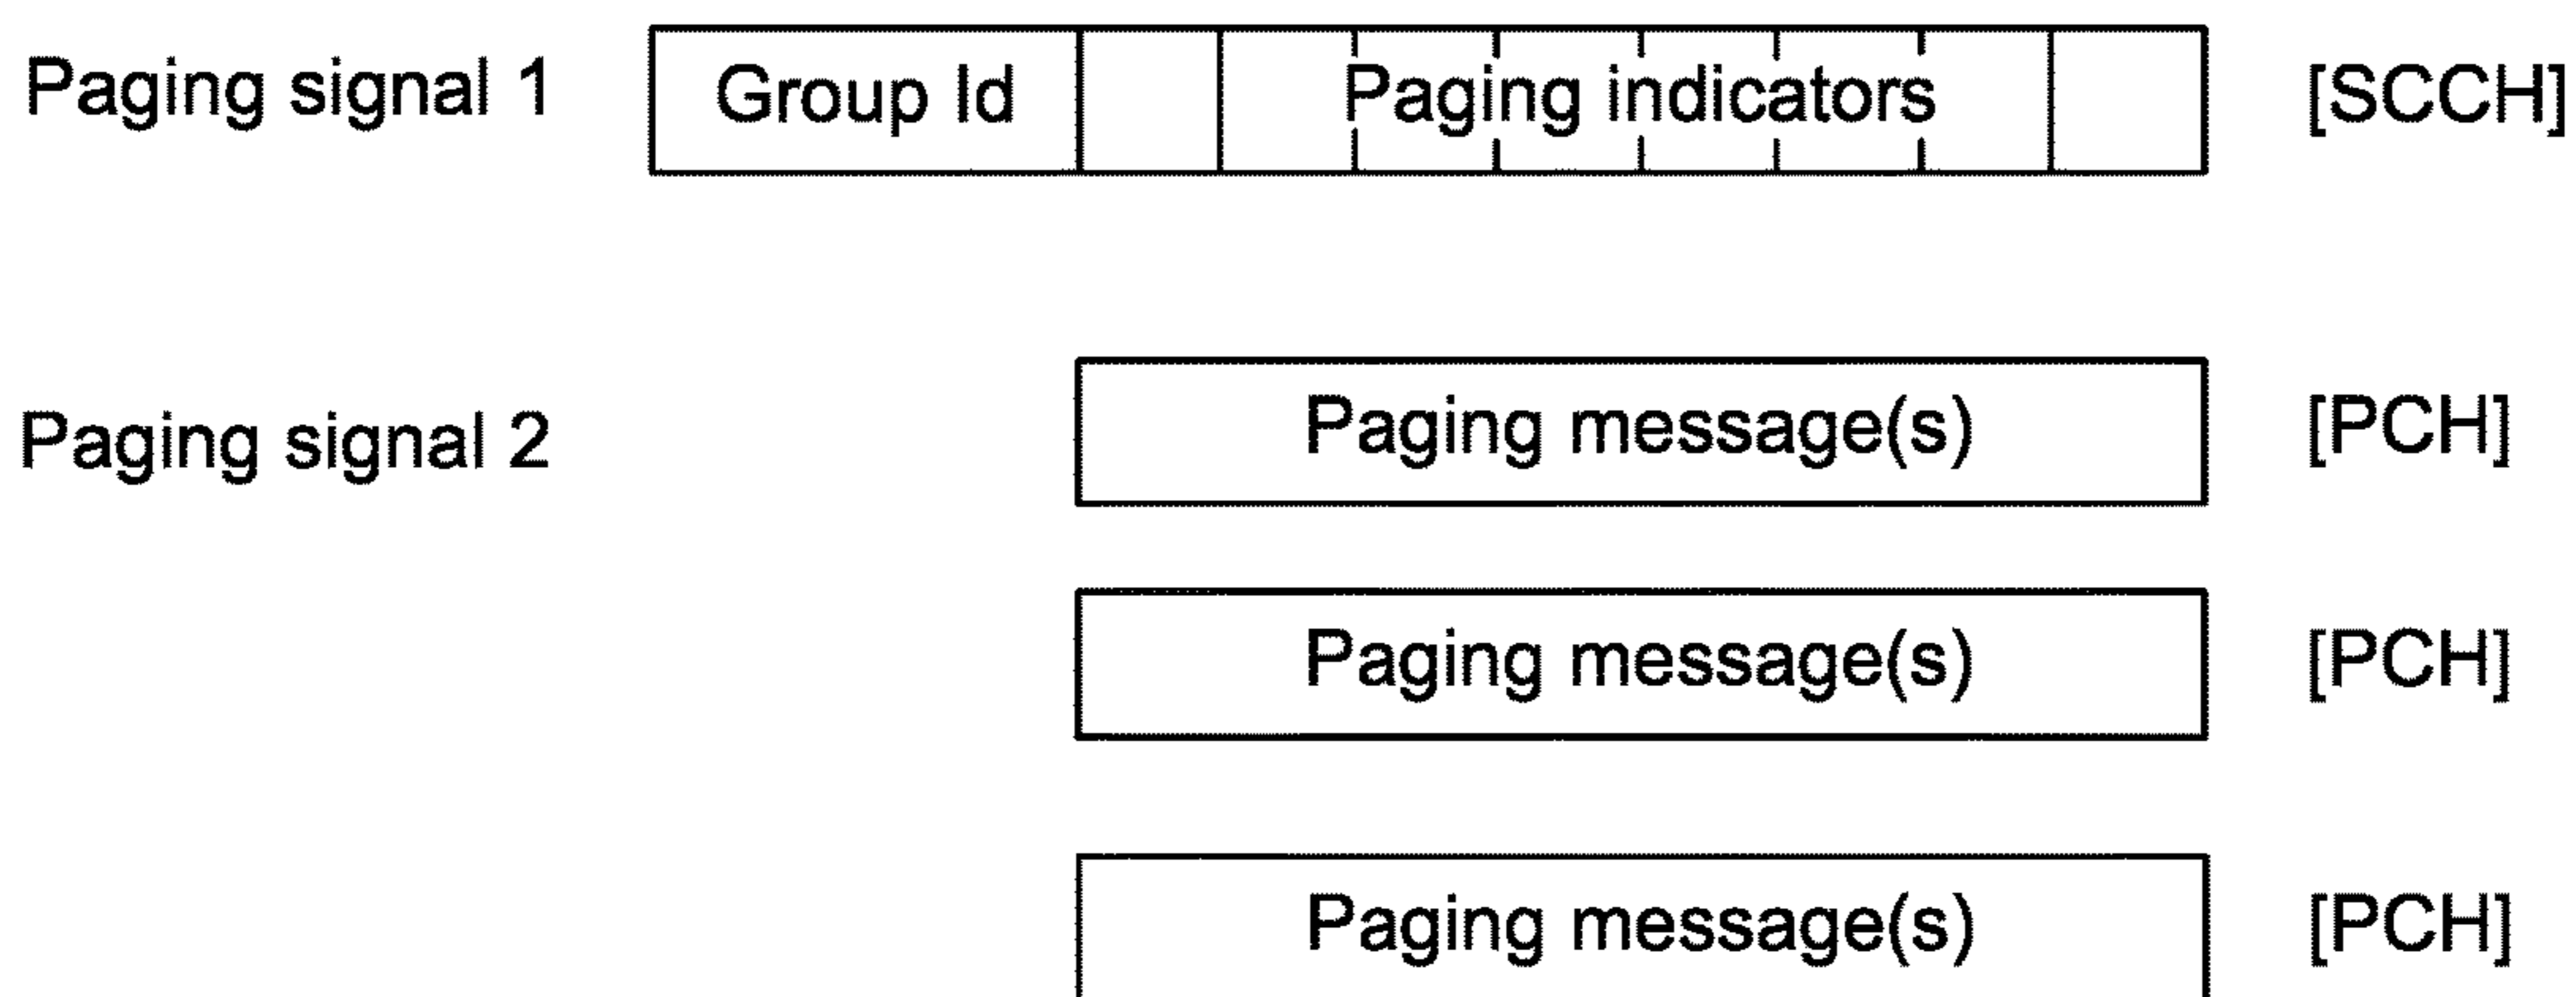 Paging signal 1 Group Id Paging indicators [SCCH]
Paging signal 2 Paging message(s) [PCH]
Paging message(s) [PCH]
Paging message(s) [PCH]